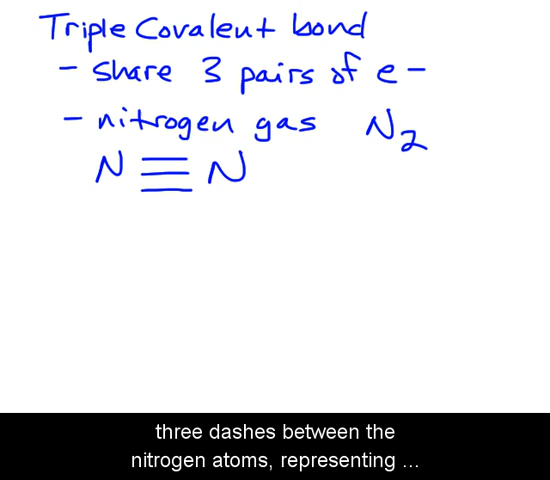 Triple Covalent bond
- share 3 pairs of e-
- nitrogen gas N2
N≡N
three dashes between the
nitrogen atoms, representing ...